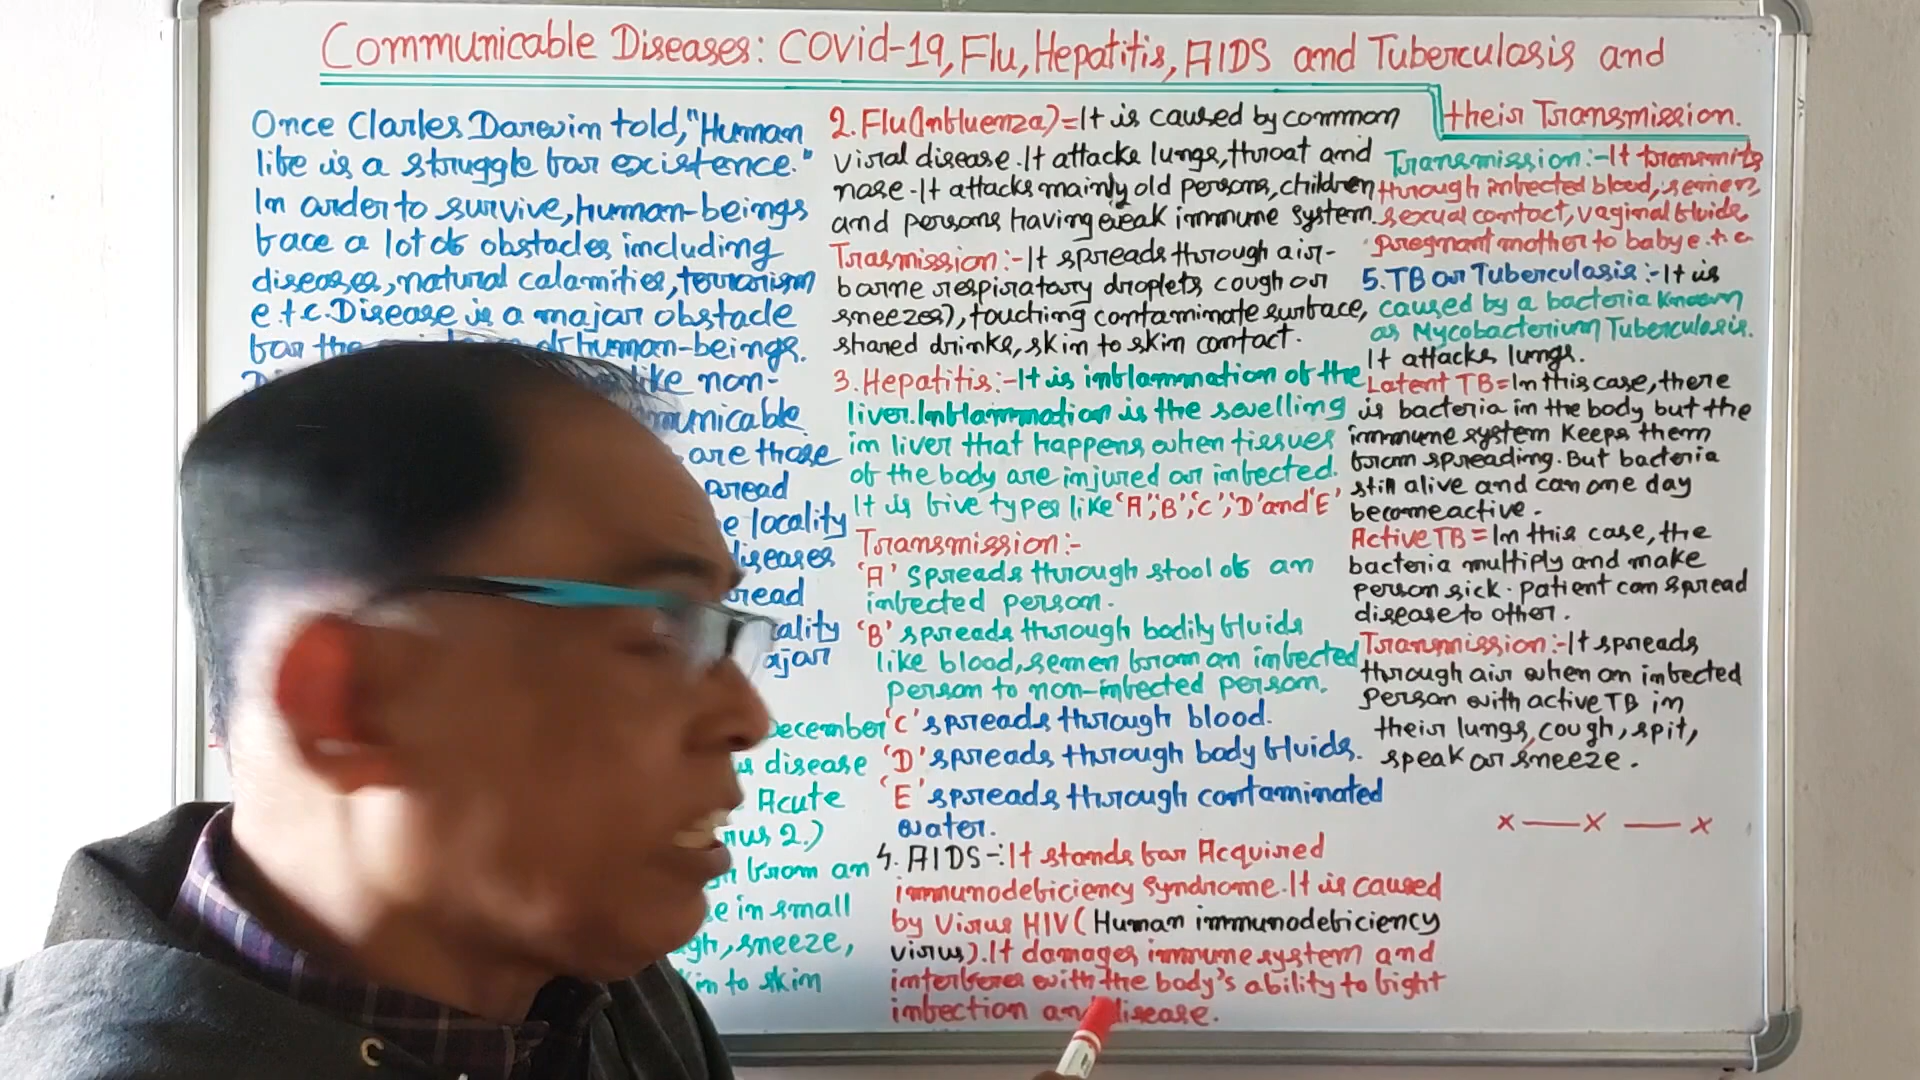 Communicable Diseases: Covid-19, Flu, Hepatitis, AIDS and Tuberculosis and
their Transmission.
Once Clarles Darewin told, "Human
life is a struggle for existence."
In order to survive, human-beings
face a lot of obstacles including
diseases, natural calamities, terrorism
e.t.c. Disease is a major obstacle
for the of human-beings.
like non-
municable
are those
pread
e locality
diseases
read
cality
ajor
December
disease
Acute
rus 2.)
from an
se in small
gh, sneeze,
kin to skin
2. Flu(Influenza)=It is caused by common
viral disease. It attacks lungs, throat and
nose. It attacks mainly old persons, children
and persons having weak immune system.
Trasmission:-It spreads through air-
borne respiratory droplets cough or
sneezes), touching contaminate surface,
shared drinks, skin to skin contact.
3. Hepatitis:-It is inflammation of the
liver. Inflammation is the swelling
in liver that happens when tissues
of the body are injured or infected.
It is five types like 'A', 'B', 'C', 'D' and 'E'
Transmission:-
'A' spreads through stool of an
infected person.
'B' spreads through bodily fluids
like blood, semen from an infected
person to non-infected person.
'C' spreads through blood.
'D' spreads through body fluids.
'E' spreads through contaminated
water.
4. AIDS-:It stands for Acquired
immunodeficiency syndrome. It is caused
by Virus HIV(Human immunodeficiency
virus). It damages immune system and
interferes with the body's ability to fight
infection and disease.
Transmission:-It transmits
through infected blood, semen,
sexual contact, vaginal fluids,
pregnant mother to baby e.t.c.
5. TB or Tuberculosis:-It is
caused by a bacteria known
as Mycobacterium Tuberculosis.
It attacks lungs.
Latent TB=In this case, there
is bacteria in the body but the
immune system keeps them
from spreading. But bacteria
still alive and can one day
become active.
Active TB=In this case, the
bacteria multiply and make
person sick. Patient can spread
disease to other.
Transmission:-It spreads
through air when an infected
person with active TB in
their lungs, cough, spit,
speak or sneeze.
x—x—x